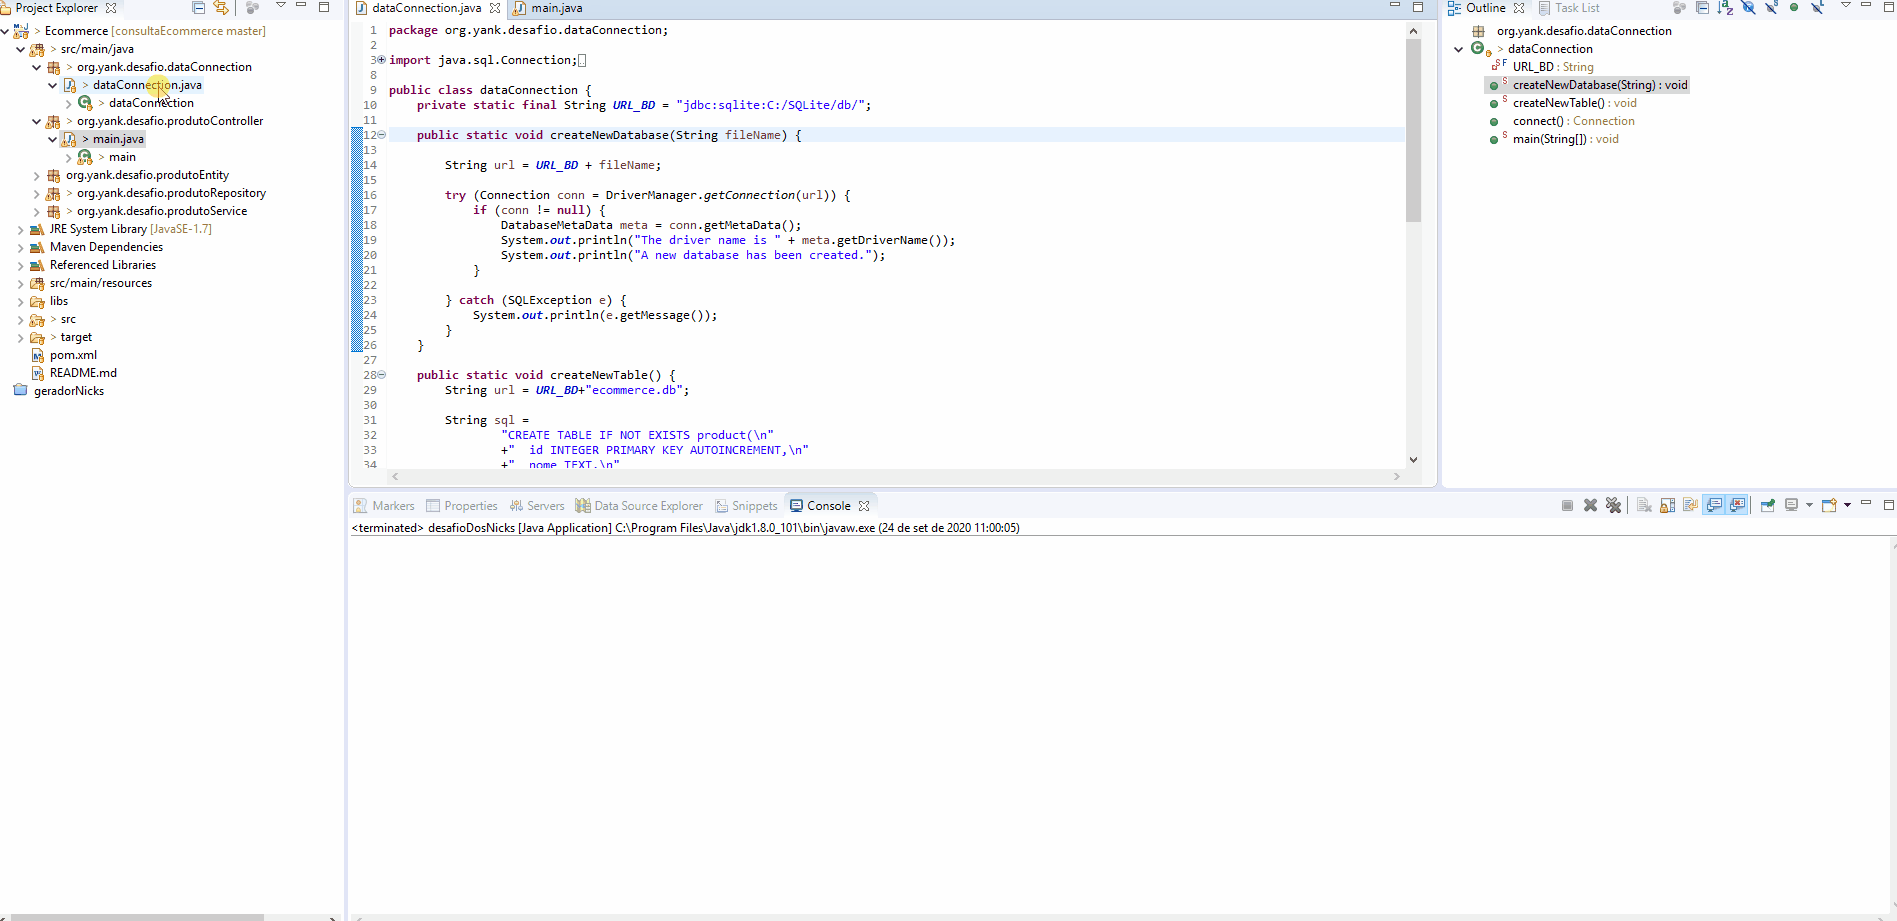 Project Explorer
> Ecommerce [consultaEcommerce master]
> src/main/java
> org.yank.desafio.dataConnection
> dataConnection.java
> dataConnection
> org.yank.desafio.produtoController
> main.java
> main
org.yank.desafio.produtoEntity
> org.yank.desafio.produtoRepository
> org.yank.desafio.produtoService
JRE System Library [JavaSE-1.7]
Maven Dependencies
Referenced Libraries
src/main/resources
libs
> src
> target
pom.xml
README.md
geradorNicks
dataConnection.java main.java
1 package org.yank.desafio.dataConnection;
2
3 import java.sql.Connection;
8
9 public class dataConnection {
10 private static final String URL_BD = "jdbc:sqlite:C:/SQLite/db/";
11
12 public static void createNewDatabase(String fileName) {
13
14 String url = URL_BD + fileName;
15
16 try (Connection conn = DriverManager.getConnection(url)) {
17 if (conn != null) {
18 DatabaseMetaData meta = conn.getMetaData();
19 System.out.println("The driver name is " + meta.getDriverName());
20 System.out.println("A new database has been created.");
21 }
22
23 } catch (SQLException e) {
24 System.out.println(e.getMessage());
25 }
26 }
27
28 public static void createNewTable() {
29 String url = URL_BD+"ecommerce.db";
30
31 String sql =
32 "CREATE TABLE IF NOT EXISTS product(\n"
33 +" id INTEGER PRIMARY KEY AUTOINCREMENT,\n"
34 +" nome TEXT,\n"
Outline Task List
org.yank.desafio.dataConnection
> dataConnection
URL_BD : String
createNewDatabase(String) : void
createNewTable() : void
connect() : Connection
main(String[]) : void
Markers Properties Servers Data Source Explorer Snippets Console
<terminated> desafioDosNicks [Java Application] C:\Program Files\Java\jdk1.8.0_101\bin\javaw.exe (24 de set de 2020 11:00:05)